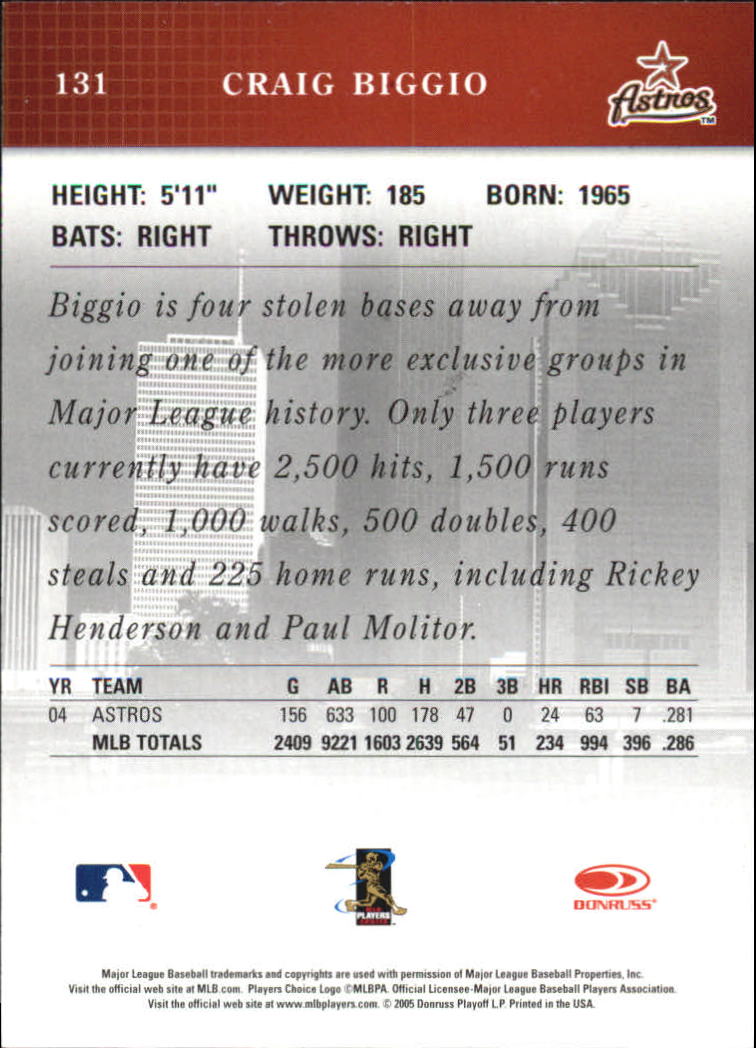 131 CRAIG BIGGIO Astros TM
HEIGHT: 5'11" WEIGHT: 185 BORN: 1965
BATS: RIGHT THROWS: RIGHT
Biggio is four stolen bases away from
joining one of the more exclusive groups in
Major League history. Only three players
currently have 2,500 hits, 1,500 runs
scored, 1,000 walks, 500 doubles, 400
steals and 225 home runs, including Rickey
Henderson and Paul Molitor.
YR TEAM G AB R H 2B 3B HR RBI SB BA
04 ASTROS 156 633 100 178 47 0 24 63 7 .281
MLB TOTALS 2409 9221 1603 2639 564 51 234 994 396 .286
PLAYERS
DONRUSS
Major League Baseball trademarks and copyrights are used with permission of Major League Baseball Properties, Inc.
Visit the official web site at MLB.com. Players Choice Logo ©MLBPA. Official Licensee-Major League Baseball Players Association.
Visit the official web site at www.mlbplayers.com. © 2005 Donruss Playoff L.P. Printed in the USA.